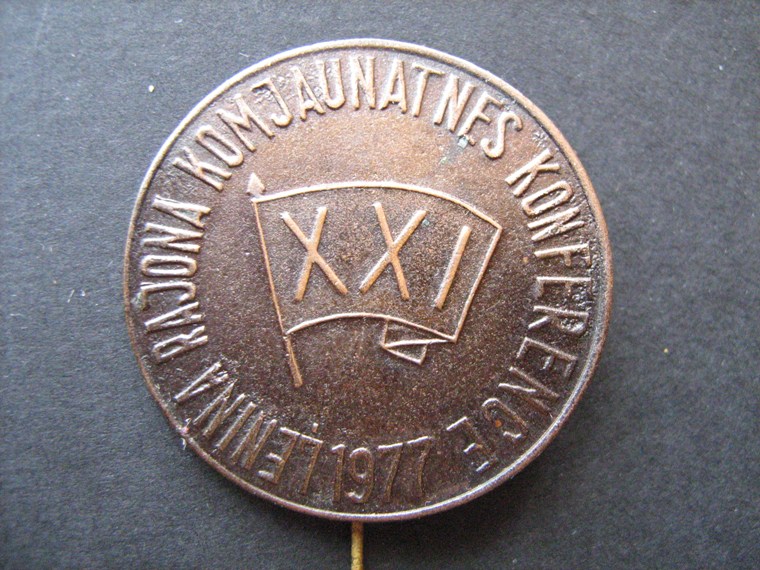 ĻENINA RAJONA KOMJAUNATNES KONFERENCE
1977
XXI